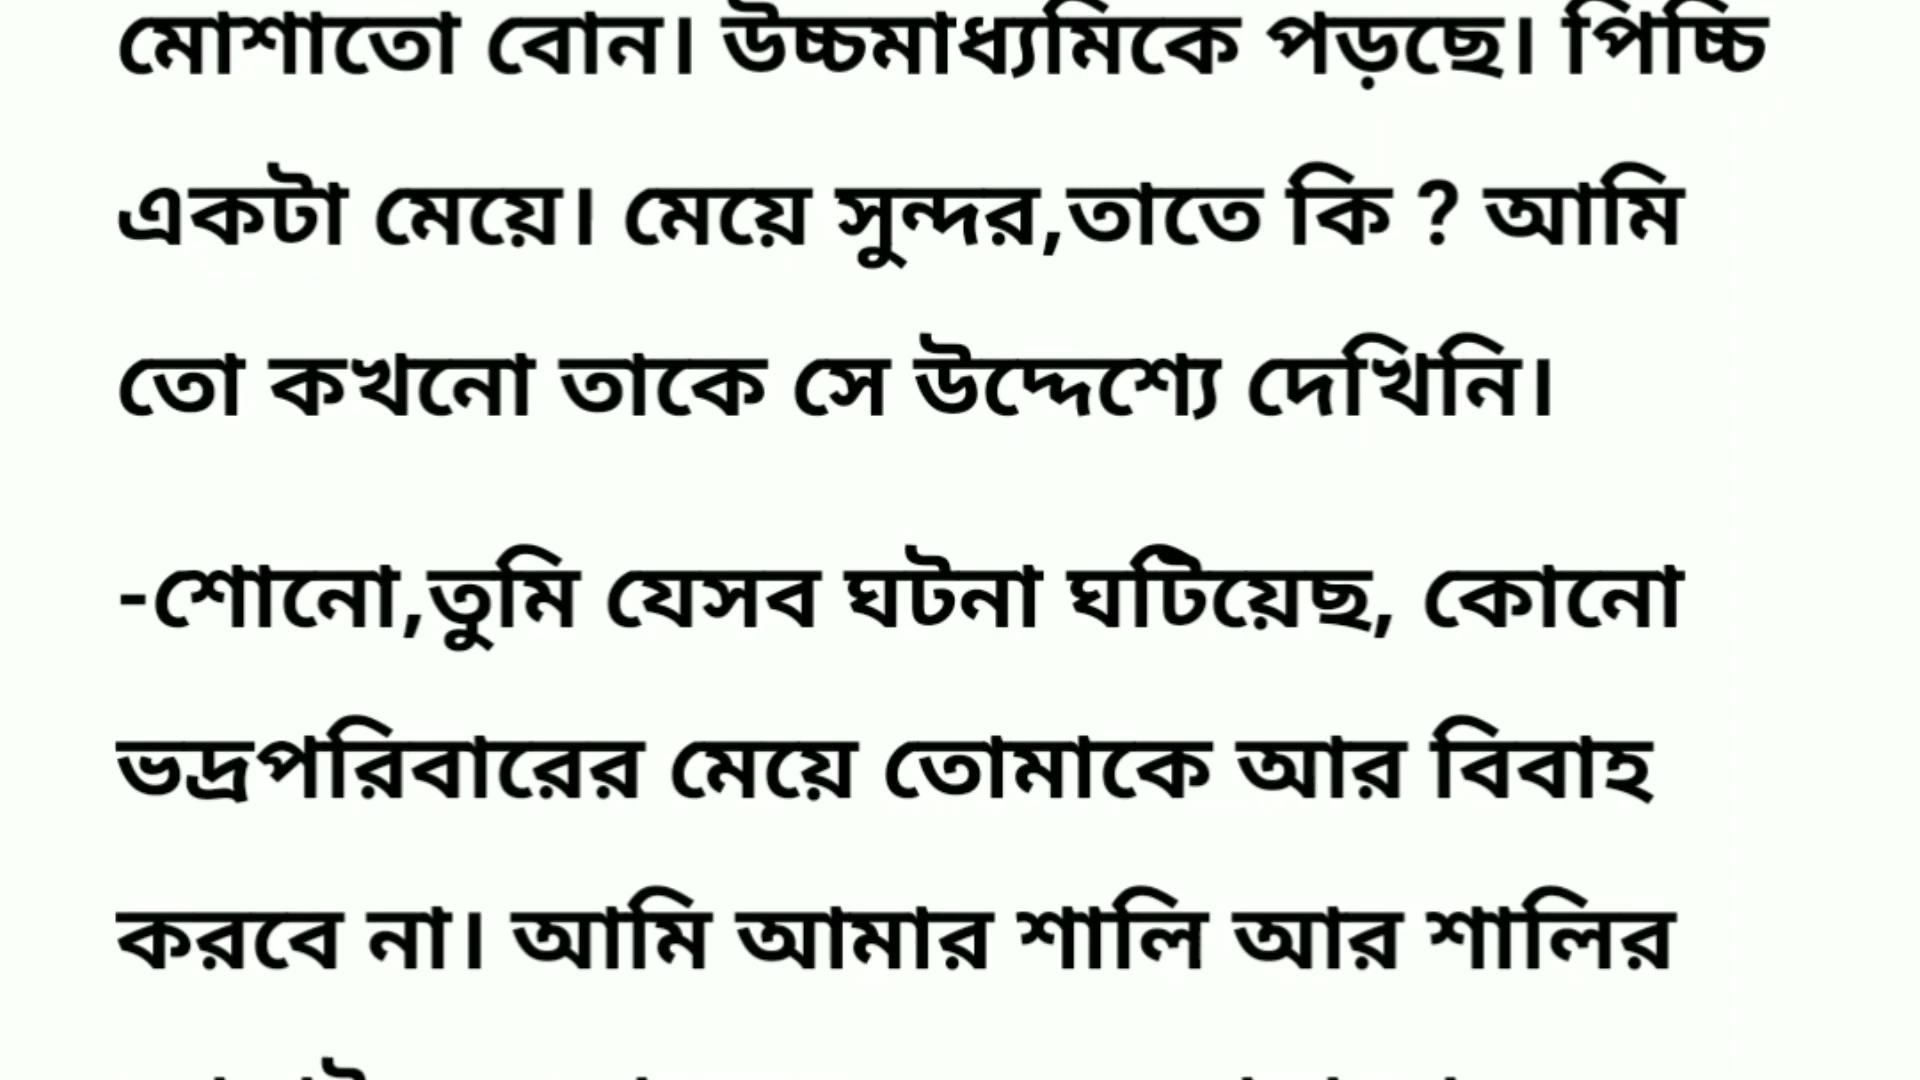 মোশাতো বোন। উচ্চমাধ্যমিকে পড়ছে। পিচ্চি
একটা মেয়ে। মেয়ে সুন্দর,তাতে কি ? আমি
তো কখনো তাকে সে উদ্দেশ্যে দেখিনি।
-শোনো,তুমি যেসব ঘটনা ঘটিয়েছ, কোনো
ভদ্রপরিবারের মেয়ে তোমাকে আর বিবাহ
করবে না। আমি আমার শালি আর শালির